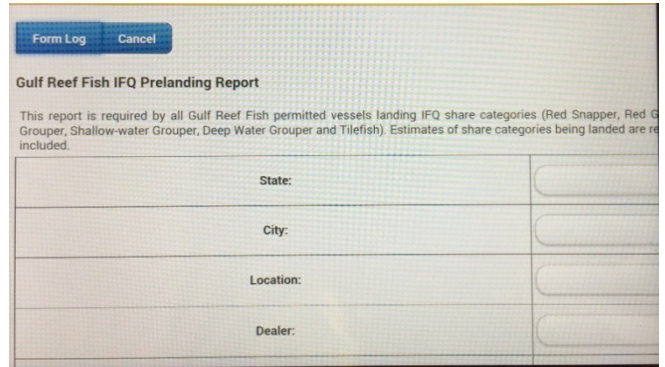 Form Log Cancel
Gulf Reef Fish IFQ Prelanding Report
This report is required by all Gulf Reef Fish permitted vessels landing IFQ share categories (Red Snapper, Red G
Grouper, Shallow-water Grouper, Deep Water Grouper and Tilefish). Estimates of share categories being landed are re
included.
State:
City:
Location:
Dealer: